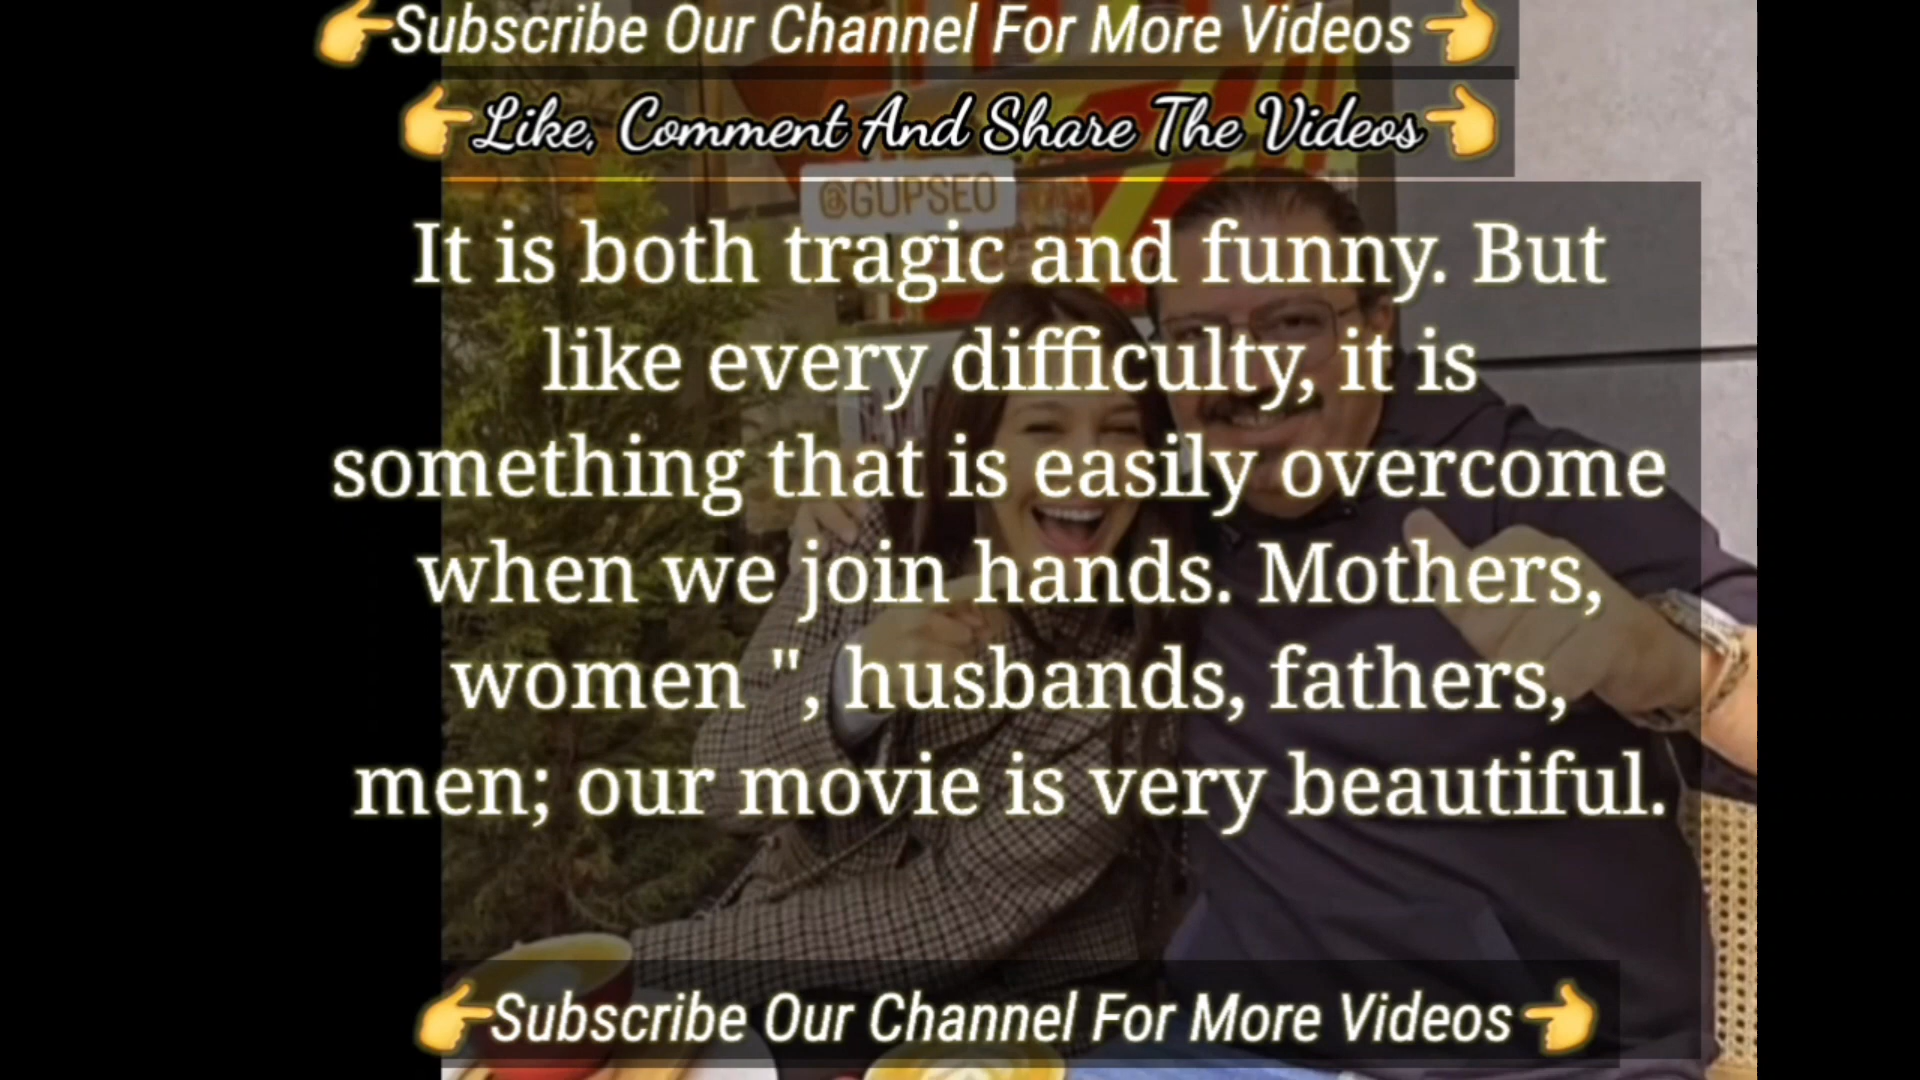 👉Subscribe Our Channel For More Videos👈
👉Like, Comment And Share The Videos👈
@GUPSEO
It is both tragic and funny. But
like every difficulty, it is
something that is easily overcome
when we join hands. Mothers,
women ", husbands, fathers,
men; our movie is very beautiful.
👉Subscribe Our Channel For More Videos👈